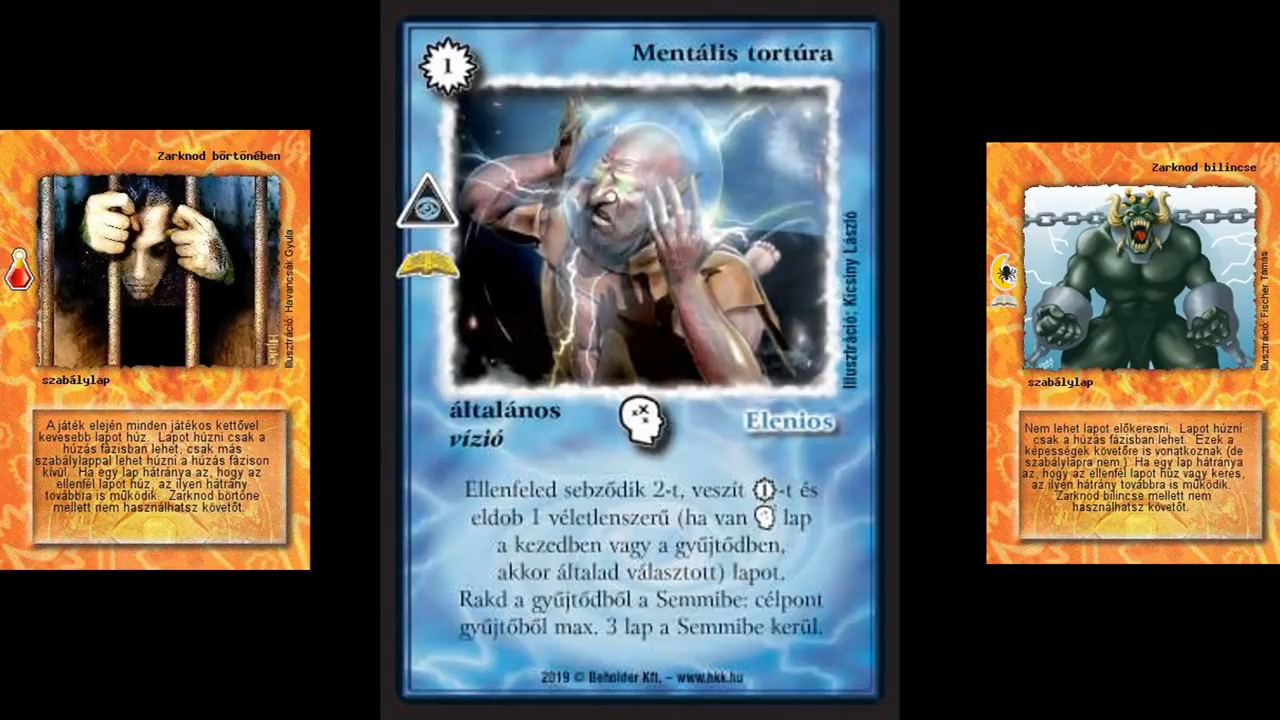 Zarknod börtönében
Illusztráció: Havancsák Gyula
szabálylap
A játék elején minden játékos kettővel
kevesebb lapot húz. Lapot húzni csak a
húzás fázisban lehet, csak más
szabálylappal lehet húzni a húzás fázison
kívül. Ha egy lap hátránya az, hogy az
ellenfél lapot húz, az ilyen hátrány
továbbra is működik. Zarknod börtöne
mellett nem használhatsz követőt.
1
Mentális tortúra
Illusztráció: Kicsiny László
általános
vízió
Elenios
Ellenfeled sebződik 2-t, veszít 1-t és
eldob 1 véletlenszerű (ha van lap
a kezedben vagy a gyűjtődben,
akkor általad választott) lapot.
Rakd a gyűjtődből a Semmibe: célpont
gyűjtőből max. 3 lap a Semmibe kerül.
2019 © Beholder Kft. – www.hkk.hu
Zarknod bilincse
Illusztráció: Fischer Tamás
szabálylap
Nem lehet lapot előkeresni. Lapot húzni
csak a húzás fázisban lehet. Ezek a
képességek követőre is vonatkoznak (de
szabálylapra nem.) Ha egy lap hátránya
az, hogy az ellenfél lapot húz vagy keres,
az ilyen hátrány továbbra is működik.
Zarknod bilincse mellett nem
használhatsz követőt.